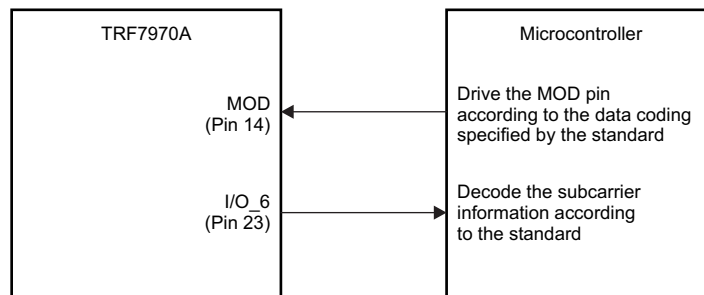 TRF7970A
Microcontroller
MOD
(Pin 14)
Drive the MOD pin
according to the data coding
specified by the standard
I/O_6
(Pin 23)
Decode the subcarrier
information according
to the standard